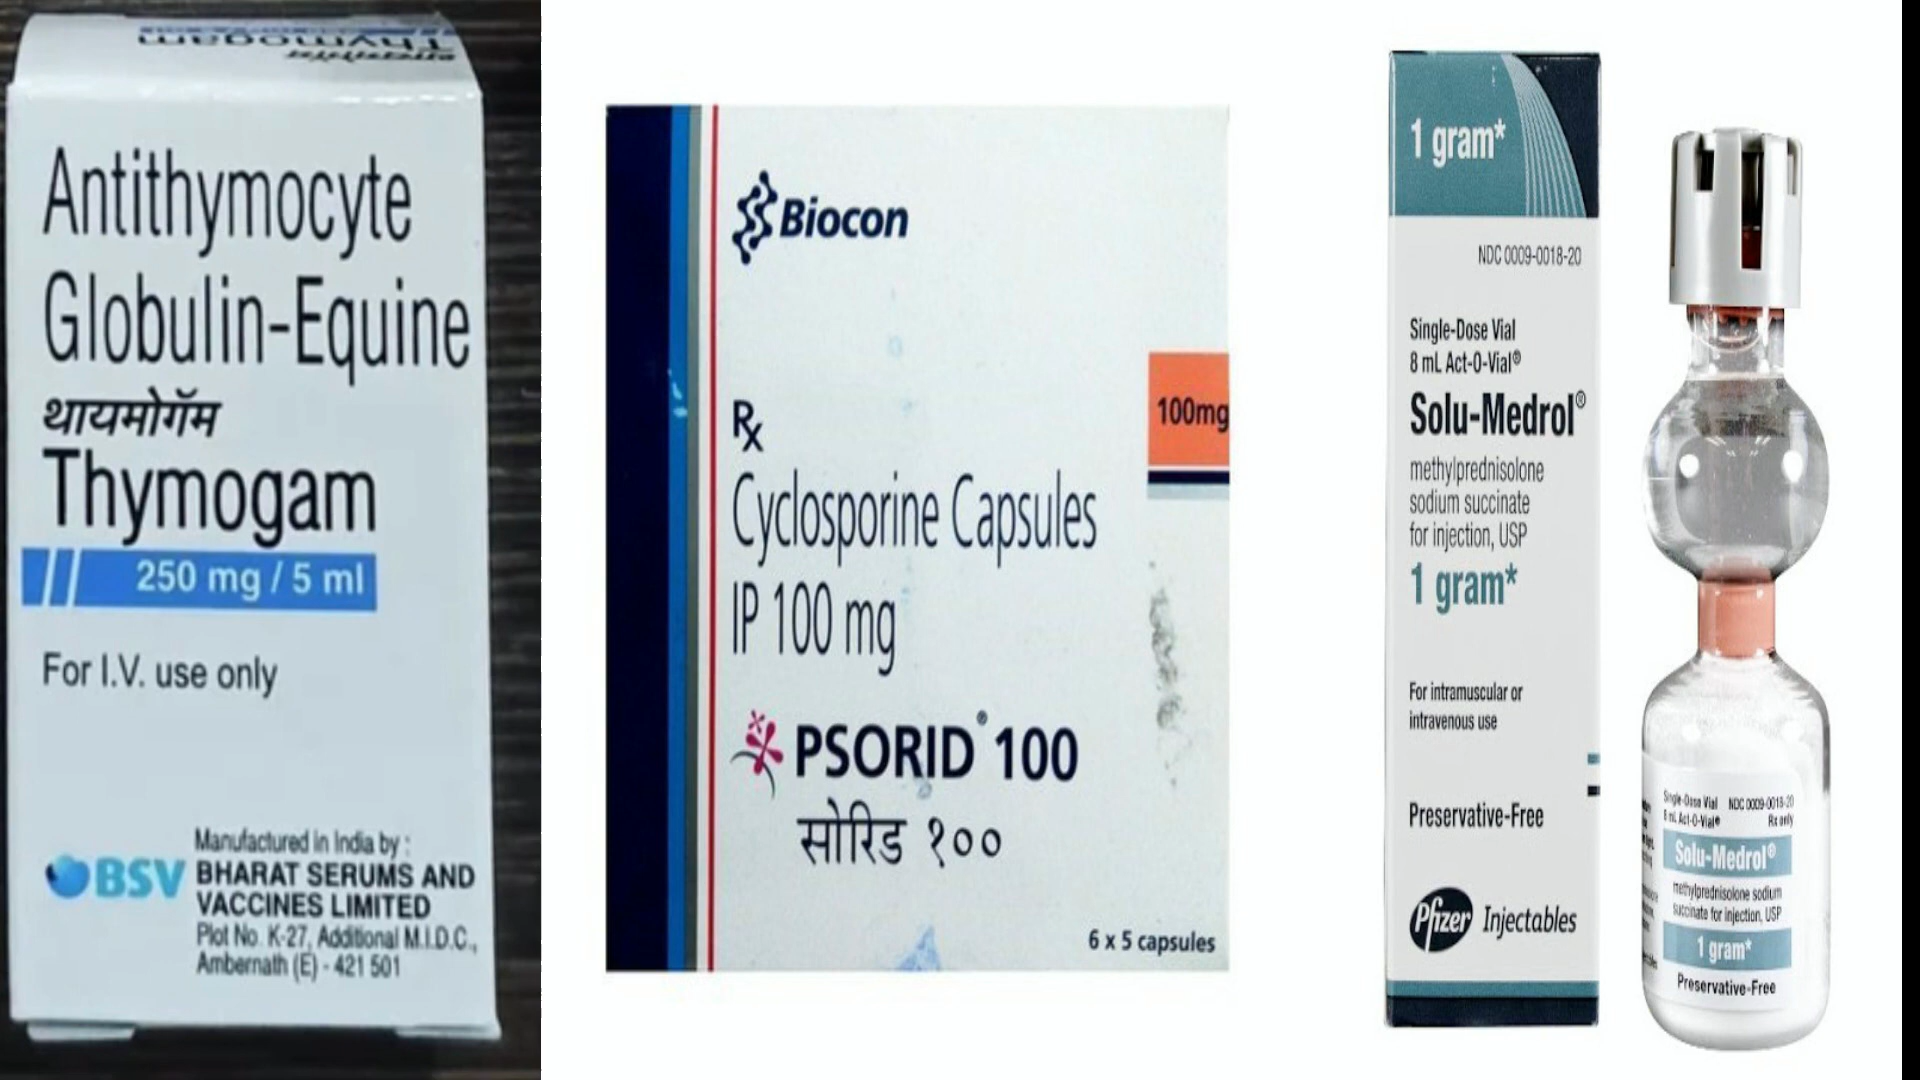 थायमोगॅम
Thymogam
Antithymocyte
Globulin-Equine
थायमोगॅम
Thymogam
250 mg / 5 ml
For I.V. use only
BSV
Manufactured in India by :
BHARAT SERUMS AND
VACCINES LIMITED
Plot No. K-27, Additional M.I.D.C.,
Ambernath (E) - 421 501
Biocon
100mg
Rx
Cyclosporine Capsules
IP 100 mg
PSORID® 100
सोरिड १००
6 x 5 capsules
1 gram*
NDC 0009-0018-20
Single-Dose Vial
8 mL Act-O-Vial®
Solu-Medrol®
methylprednisolone
sodium succinate
for injection, USP
1 gram*
For intramuscular or
intravenous use
Preservative-Free
Pfizer Injectables
Single-Dose Vial NDC 0009-0018-20
8 mL Act-O-Vial® Rx only
Solu-Medrol®
methylprednisolone sodium
succinate for injection, USP
1 gram*
Preservative-Free